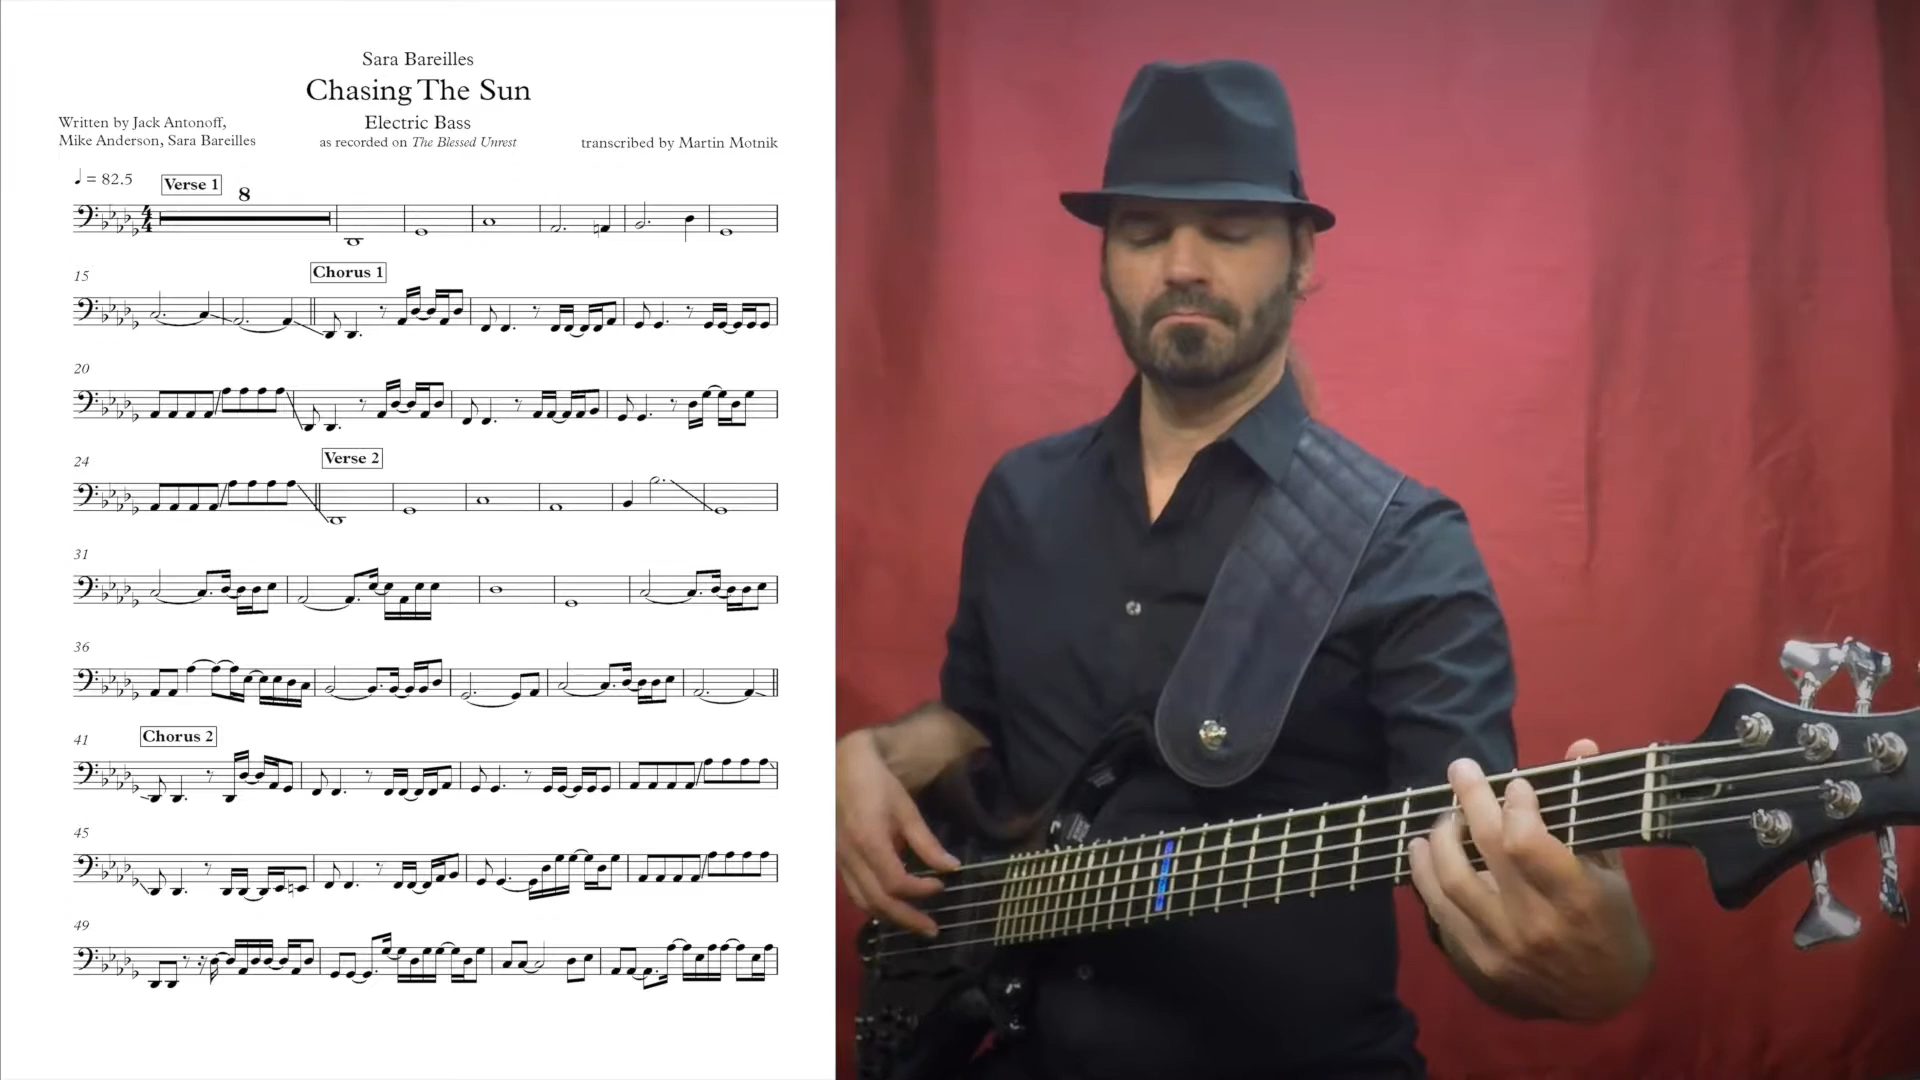 Sara Bareilles
Chasing The Sun
Written by Jack Antonoff,
Mike Anderson, Sara Bareilles
Electric Bass
as recorded on The Blessed Unrest
transcribed by Martin Motnik
♩ = 82.5
Verse 1
8
4
4
15
Chorus 1
20
24
Verse 2
31
36
41
Chorus 2
45
49